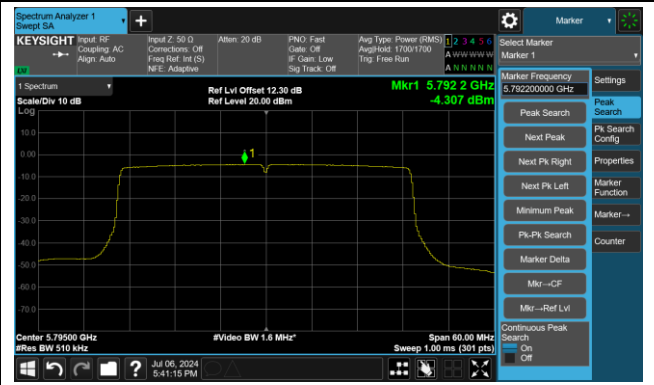 Spectrum Analyzer 1
Swept SA
Marker
KEYSIGHT
Input: RF
Coupling: AC
Align: Auto
Input Z: 50 Ω
Corrections: Off
Freq Ref: Int (S)
NFE: Adaptive
Atten: 20 dB
PNO: Fast
Gate: Off
IF Gain: Low
Sig Track: Off
Avg Type: Power (RMS)
Avg|Hold: 1700/1700
Trig: Free Run
1 2 3 4 5 6
A W W W W W
A N N N N N
Select Marker
Marker 1
1 Spectrum
Scale/Div 10 dB
Log
Ref Lvl Offset 12.30 dB
Ref Level 20.00 dBm
Mkr1 5.792 2 GHz
-4.307 dBm
Marker Frequency
5.792200000 GHz
Peak Search
Next Peak
Next Pk Right
Next Pk Left
Minimum Peak
Pk-Pk Search
Marker Delta
Mkr→CF
Mkr→Ref Lvl
Continuous Peak
Search
On
Off
Settings
Peak
Search
Pk Search
Config
Properties
Marker
Function
Marker→
Counter
10.0
0.00
-10.0
-20.0
-30.0
-40.0
-50.0
-60.0
-70.0
1
Center 5.79500 GHz
#Res BW 510 kHz
#Video BW 1.6 MHz*
Span 60.00 MHz
Sweep 1.00 ms (301 pts)
?
Jul 06, 2024
5:41:15 PM